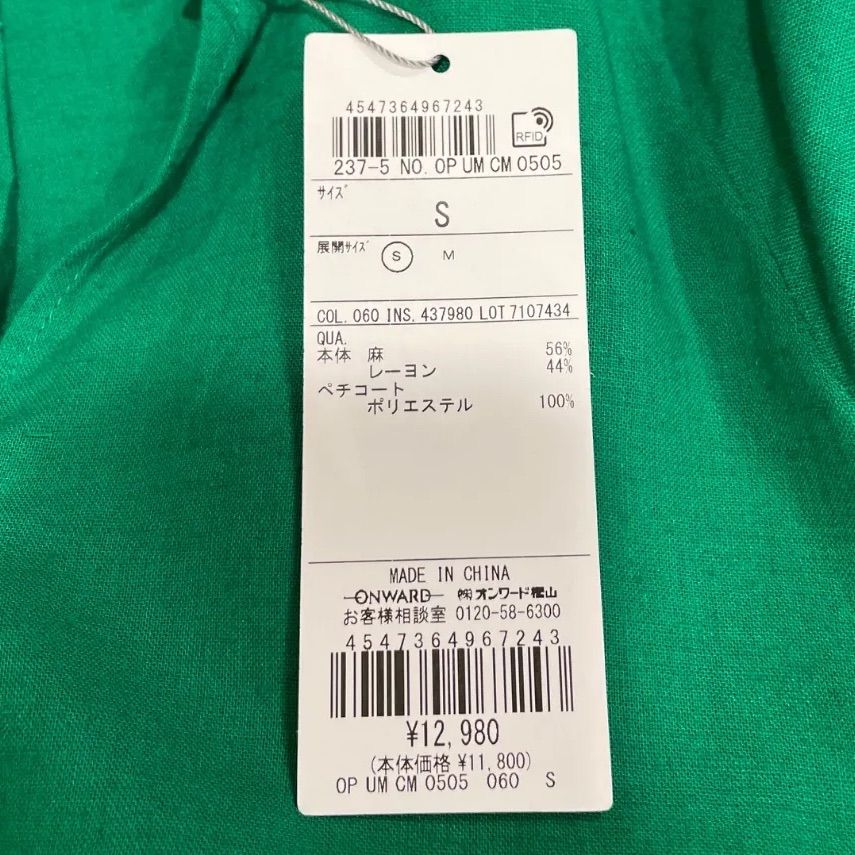 4547364967243
RFID
237-5 NO. OP UM CM 0505
サイズ
S
展開サイズ S M
COL. 060 INS. 437980 LOT 7107434
QUA.
本体 麻 56%
レーヨン 44%
ペチコート
ポリエステル 100%
MADE IN CHINA
ONWARD ㈱オンワード樫山
お客様相談室 0120-58-6300
4547364967243
¥12,980
(本体価格 ¥11,800)
OP UM CM 0505 060 S